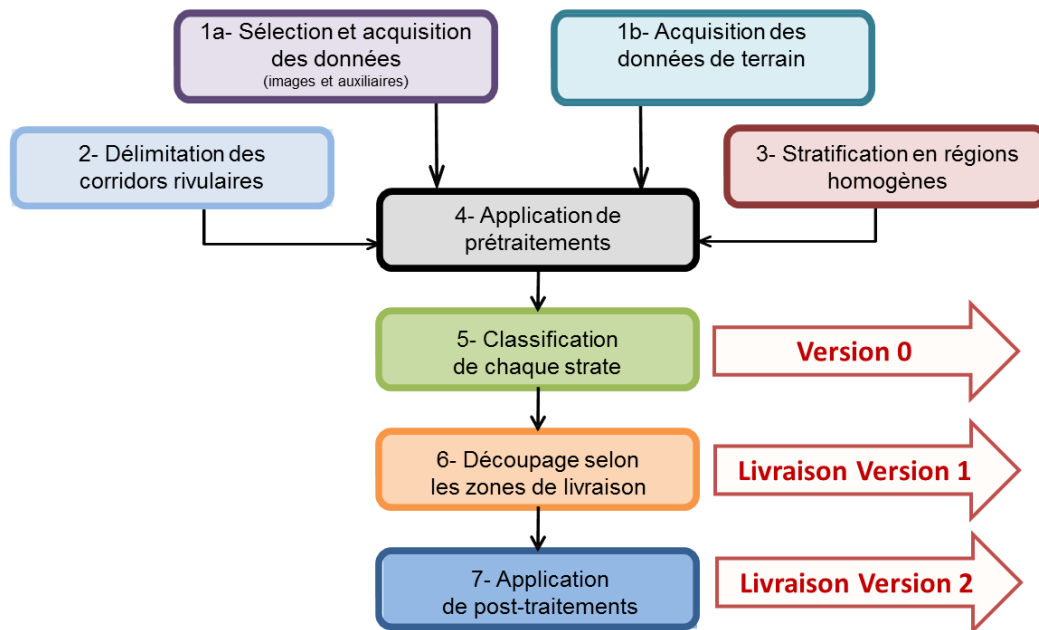 1a- Sélection et acquisition
des données
(images et auxiliaires)
1b- Acquisition des
données de terrain
2- Délimitation des
corridors rivulaires
3- Stratification en régions
homogènes
4- Application de
prétraitements
5- Classification
de chaque strate
Version 0
6- Découpage selon
les zones de livraison
Livraison Version 1
7- Application
de post-traitements
Livraison Version 2